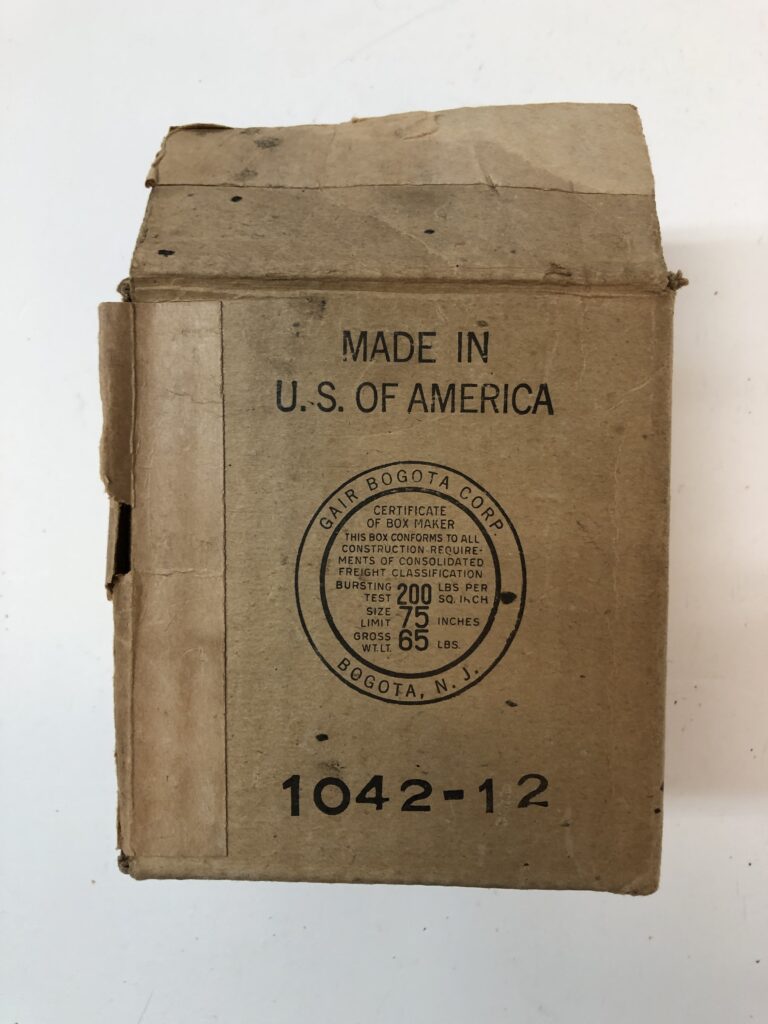 MADE IN
U.S. OF AMERICA
GAIR BOGOTA CORP.
CERTIFICATE
OF BOX MAKER
THIS BOX CONFORMS TO ALL
CONSTRUCTION REQUIRE-
MENTS OF CONSOLIDATED
FREIGHT CLASSIFICATION
BURSTING TEST 200 LBS PER SQ. INCH
SIZE LIMIT 75 INCHES
GROSS WT. LT. 65 LBS.
BOGOTA, N. J.
1042-12